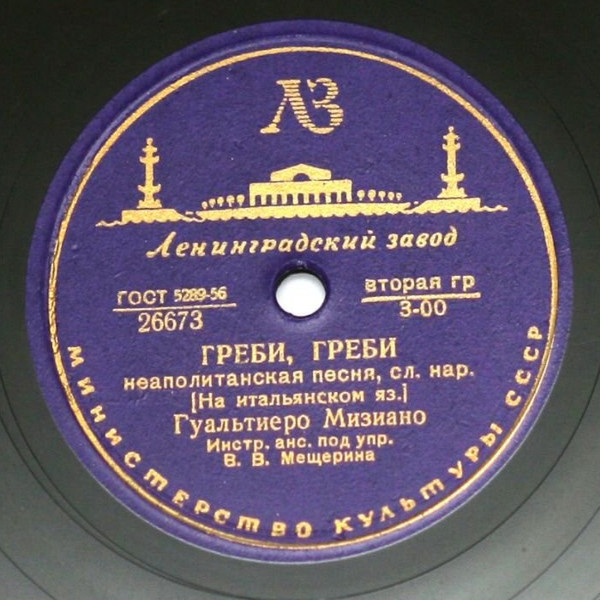 ЛЗ
Ленинградский завод
ГОСТ 5289-56
26673
вторая гр
3-00
ГРЕБИ, ГРЕБИ
неаполитанская песня, сл. нар.
[На итальянском яз.]
Гуальтиеро Мизиано
Инстр. анс. под упр.
В. В. Мещерина
МИНИСТЕРСТВО КУЛЬТУРЫ СССР